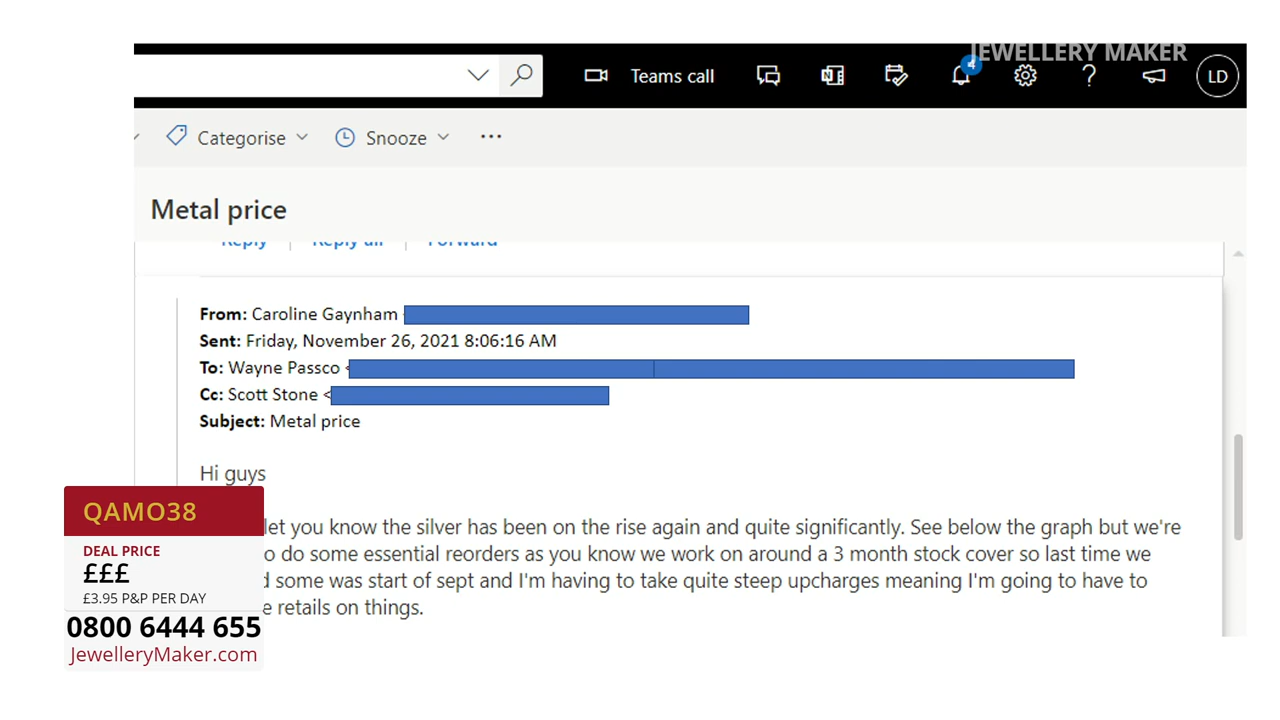 JEWELLERY MAKER
Teams call
4
LD
Categorise
Snooze
Metal price
Reply
Reply all
Forward
From: Caroline Gaynham
Sent: Friday, November 26, 2021 8:06:16 AM
To: Wayne Passco <
Cc: Scott Stone <
Subject: Metal price
Hi guys
let you know the silver has been on the rise again and quite significantly. See below the graph but we're
o do some essential reorders as you know we work on around a 3 month stock cover so last time we
d some was start of sept and I'm having to take quite steep upcharges meaning I'm going to have to
e retails on things.
QAMO38
DEAL PRICE
£££
£3.95 P&P PER DAY
0800 6444 655
JewelleryMaker.com